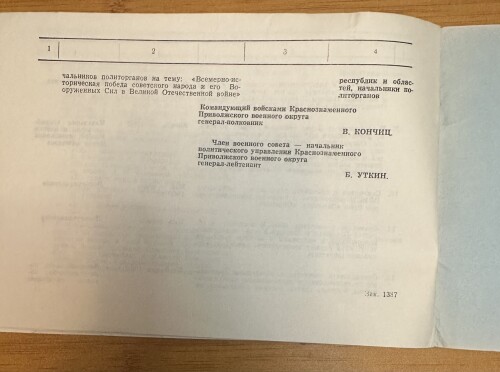 1 2 3 4
чальников политорганов на тему: «Всемирно-ис-
торическая победа советского народа и его Во-
оруженных Сил в Великой Отечественной войне»
республик и облас-
тей, начальники по-
литорганов
Командующий войсками Краснознаменного
Приволжского военного округа
генерал-полковник
В. КОНЧИЦ.
Член военного совета — начальник
политического управления Краснознаменного
Приволжского военного округа
генерал-лейтенант
Б. УТКИН.
Зак. 1387